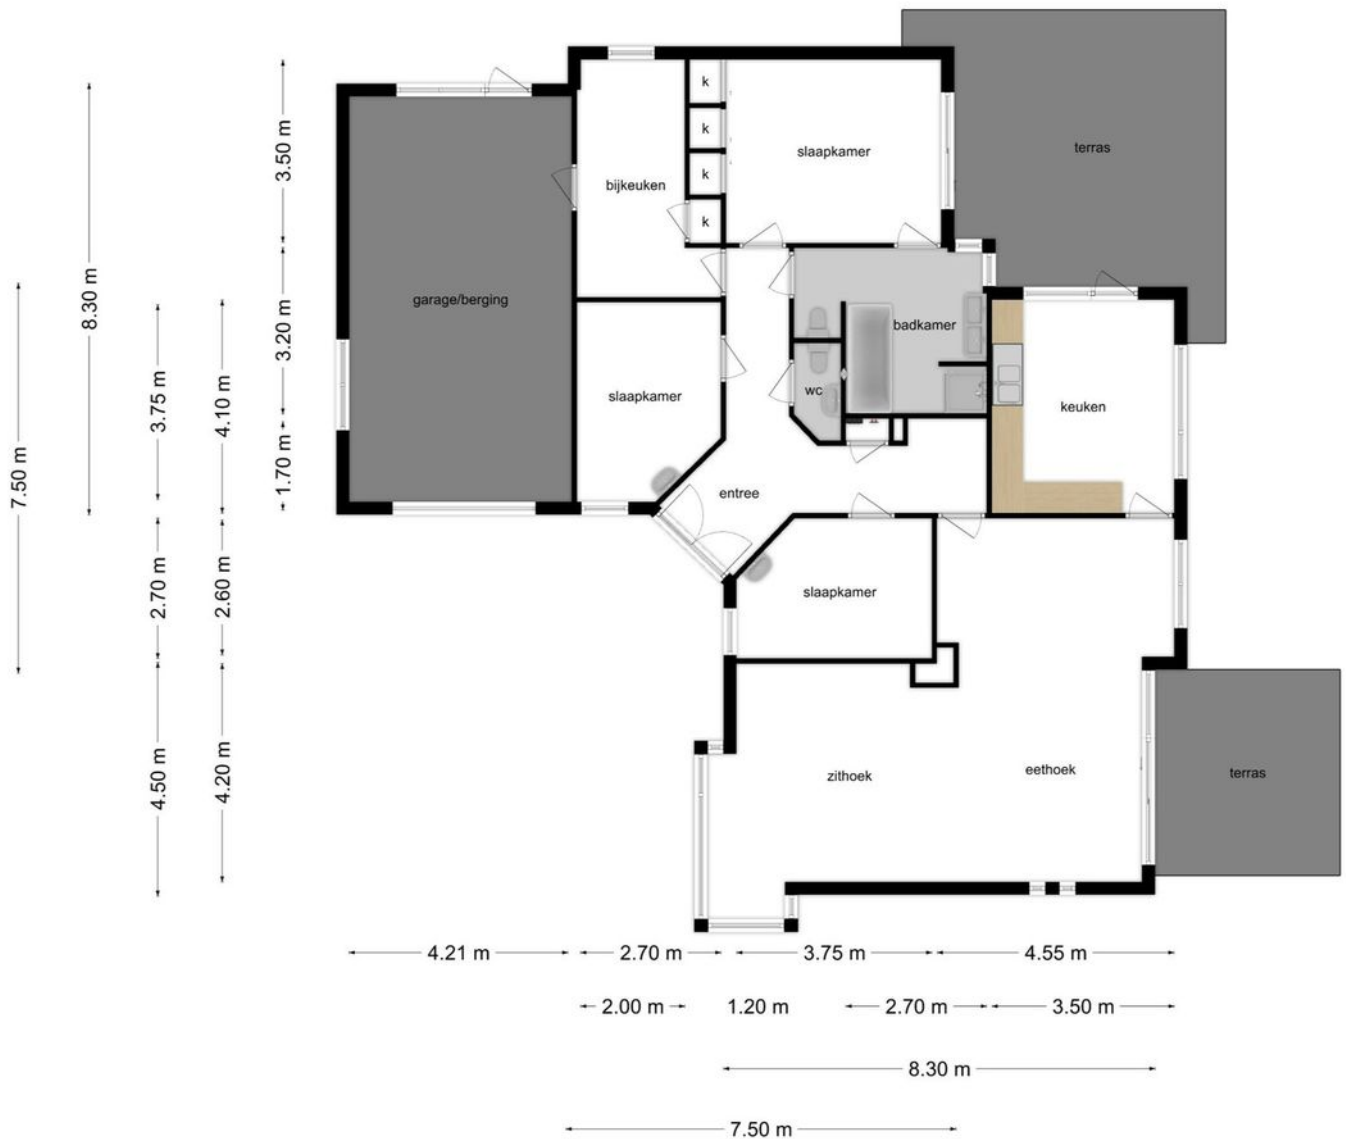 k
k
k
k
slaapkamer
terras
bijkeuken
garage/berging
badkamer
slaapkamer
wc
keuken
entree
slaapkamer
zithoek
eethoek
terras
7.50 m
8.30 m
3.75 m
2.70 m
4.50 m
4.10 m
2.60 m
4.20 m
3.50 m
3.20 m
1.70 m
4.21 m 2.70 m 3.75 m 4.55 m
2.00 m 1.20 m 2.70 m 3.50 m
8.30 m
7.50 m